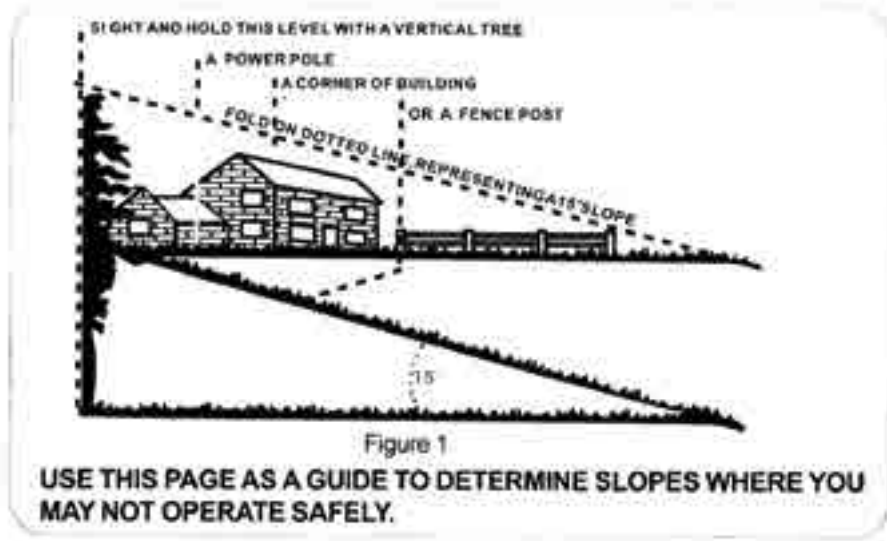 SIGHT AND HOLD THIS LEVEL WITH A VERTICAL TREE
A POWER POLE
A CORNER OF BUILDING
OR A FENCE POST
FOLD ON DOTTED LINE, REPRESENTING A 15° SLOPE
15
Figure 1
USE THIS PAGE AS A GUIDE TO DETERMINE SLOPES WHERE YOU
MAY NOT OPERATE SAFELY.